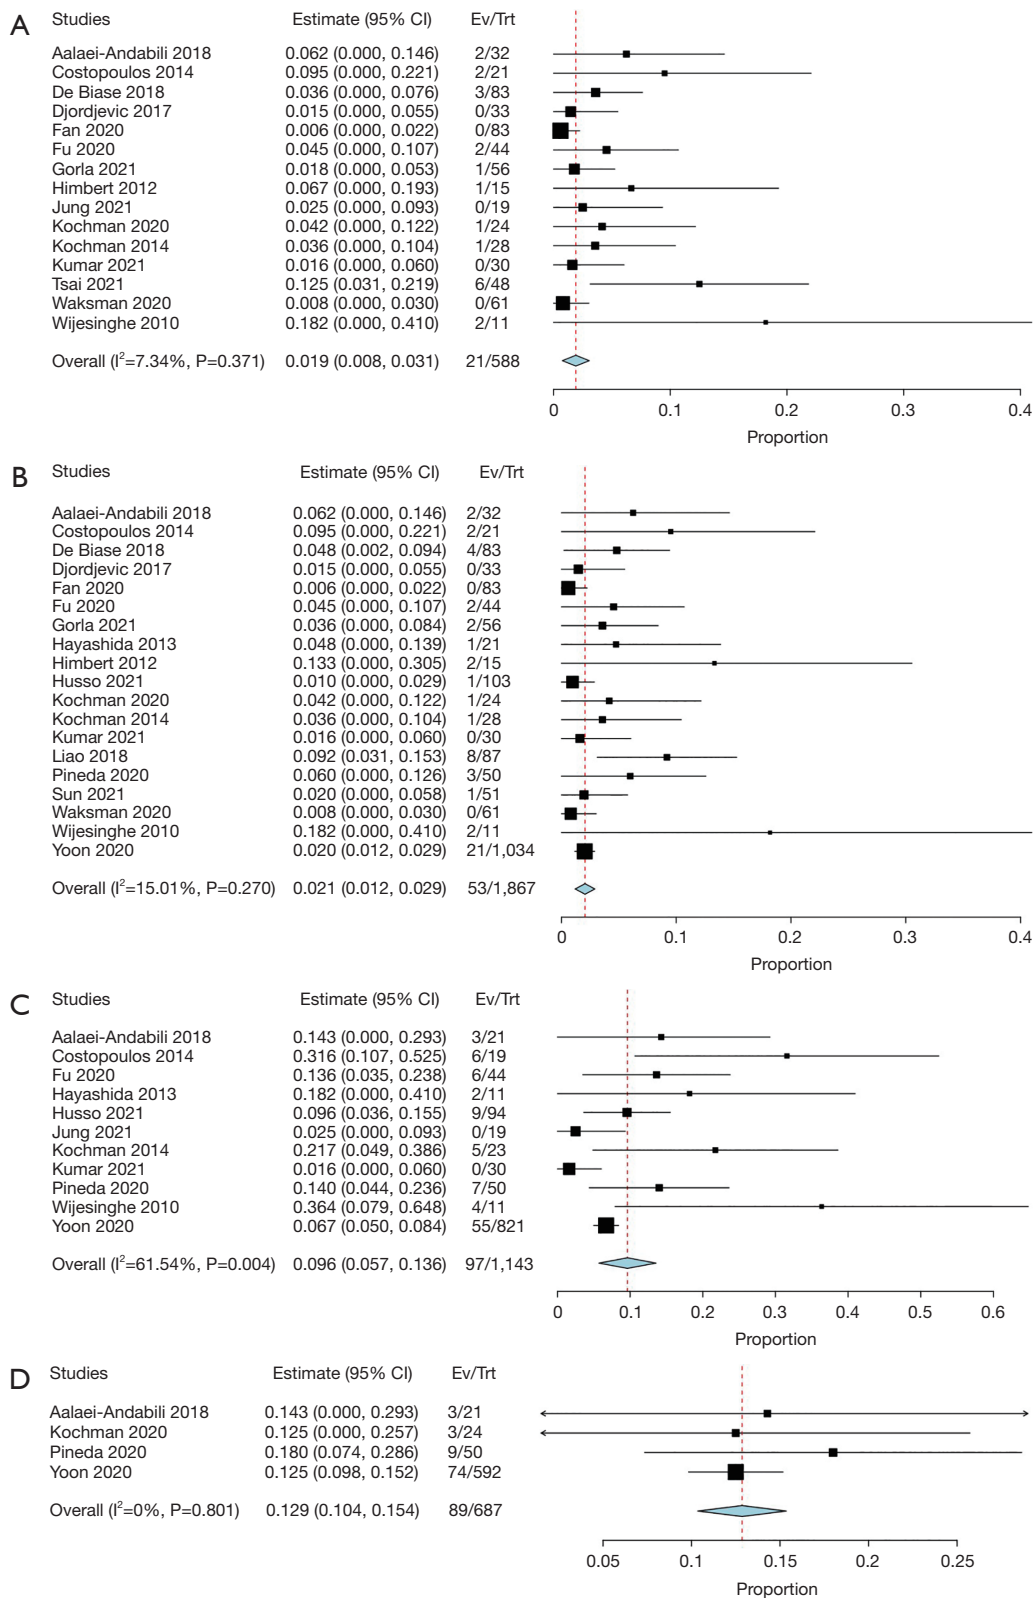 A Studies Estimate (95% CI) Ev/Trt
Aalaei-Andabili 2018 0.062 (0.000, 0.146) 2/32
Costopoulos 2014 0.095 (0.000, 0.221) 2/21
De Biase 2018 0.036 (0.000, 0.076) 3/83
Djordjevic 2017 0.015 (0.000, 0.055) 0/33
Fan 2020 0.006 (0.000, 0.022) 0/83
Fu 2020 0.045 (0.000, 0.107) 2/44
Gorla 2021 0.018 (0.000, 0.053) 1/56
Himbert 2012 0.067 (0.000, 0.193) 1/15
Jung 2021 0.025 (0.000, 0.093) 0/19
Kochman 2020 0.042 (0.000, 0.122) 1/24
Kochman 2014 0.036 (0.000, 0.104) 1/28
Kumar 2021 0.016 (0.000, 0.060) 0/30
Tsai 2021 0.125 (0.031, 0.219) 6/48
Waksman 2020 0.008 (0.000, 0.030) 0/61
Wijesinghe 2010 0.182 (0.000, 0.410) 2/11
Overall (I²=7.34%, P=0.371) 0.019 (0.008, 0.031) 21/588
0 0.1 0.2 0.3 0.4
Proportion
B Studies Estimate (95% CI) Ev/Trt
Aalaei-Andabili 2018 0.062 (0.000, 0.146) 2/32
Costopoulos 2014 0.095 (0.000, 0.221) 2/21
De Biase 2018 0.048 (0.002, 0.094) 4/83
Djordjevic 2017 0.015 (0.000, 0.055) 0/33
Fan 2020 0.006 (0.000, 0.022) 0/83
Fu 2020 0.045 (0.000, 0.107) 2/44
Gorla 2021 0.036 (0.000, 0.084) 2/56
Hayashida 2013 0.048 (0.000, 0.139) 1/21
Himbert 2012 0.133 (0.000, 0.305) 2/15
Husso 2021 0.010 (0.000, 0.029) 1/103
Kochman 2020 0.042 (0.000, 0.122) 1/24
Kochman 2014 0.036 (0.000, 0.104) 1/28
Kumar 2021 0.016 (0.000, 0.060) 0/30
Liao 2018 0.092 (0.031, 0.153) 8/87
Pineda 2020 0.060 (0.000, 0.126) 3/50
Sun 2021 0.020 (0.000, 0.058) 1/51
Waksman 2020 0.008 (0.000, 0.030) 0/61
Wijesinghe 2010 0.182 (0.000, 0.410) 2/11
Yoon 2020 0.020 (0.012, 0.029) 21/1,034
Overall (I²=15.01%, P=0.270) 0.021 (0.012, 0.029) 53/1,867
0 0.1 0.2 0.3 0.4
Proportion
C Studies Estimate (95% CI) Ev/Trt
Aalaei-Andabili 2018 0.143 (0.000, 0.293) 3/21
Costopoulos 2014 0.316 (0.107, 0.525) 6/19
Fu 2020 0.136 (0.035, 0.238) 6/44
Hayashida 2013 0.182 (0.000, 0.410) 2/11
Husso 2021 0.096 (0.036, 0.155) 9/94
Jung 2021 0.025 (0.000, 0.093) 0/19
Kochman 2014 0.217 (0.049, 0.386) 5/23
Kumar 2021 0.016 (0.000, 0.060) 0/30
Pineda 2020 0.140 (0.044, 0.236) 7/50
Wijesinghe 2010 0.364 (0.079, 0.648) 4/11
Yoon 2020 0.067 (0.050, 0.084) 55/821
Overall (I²=61.54%, P=0.004) 0.096 (0.057, 0.136) 97/1,143
0 0.1 0.2 0.3 0.4 0.5 0.6
Proportion
D Studies Estimate (95% CI) Ev/Trt
Aalaei-Andabili 2018 0.143 (0.000, 0.293) 3/21
Kochman 2020 0.125 (0.000, 0.257) 3/24
Pineda 2020 0.180 (0.074, 0.286) 9/50
Yoon 2020 0.125 (0.098, 0.152) 74/592
Overall (I²=0%, P=0.801) 0.129 (0.104, 0.154) 89/687
0.05 0.1 0.15 0.2 0.25
Proportion